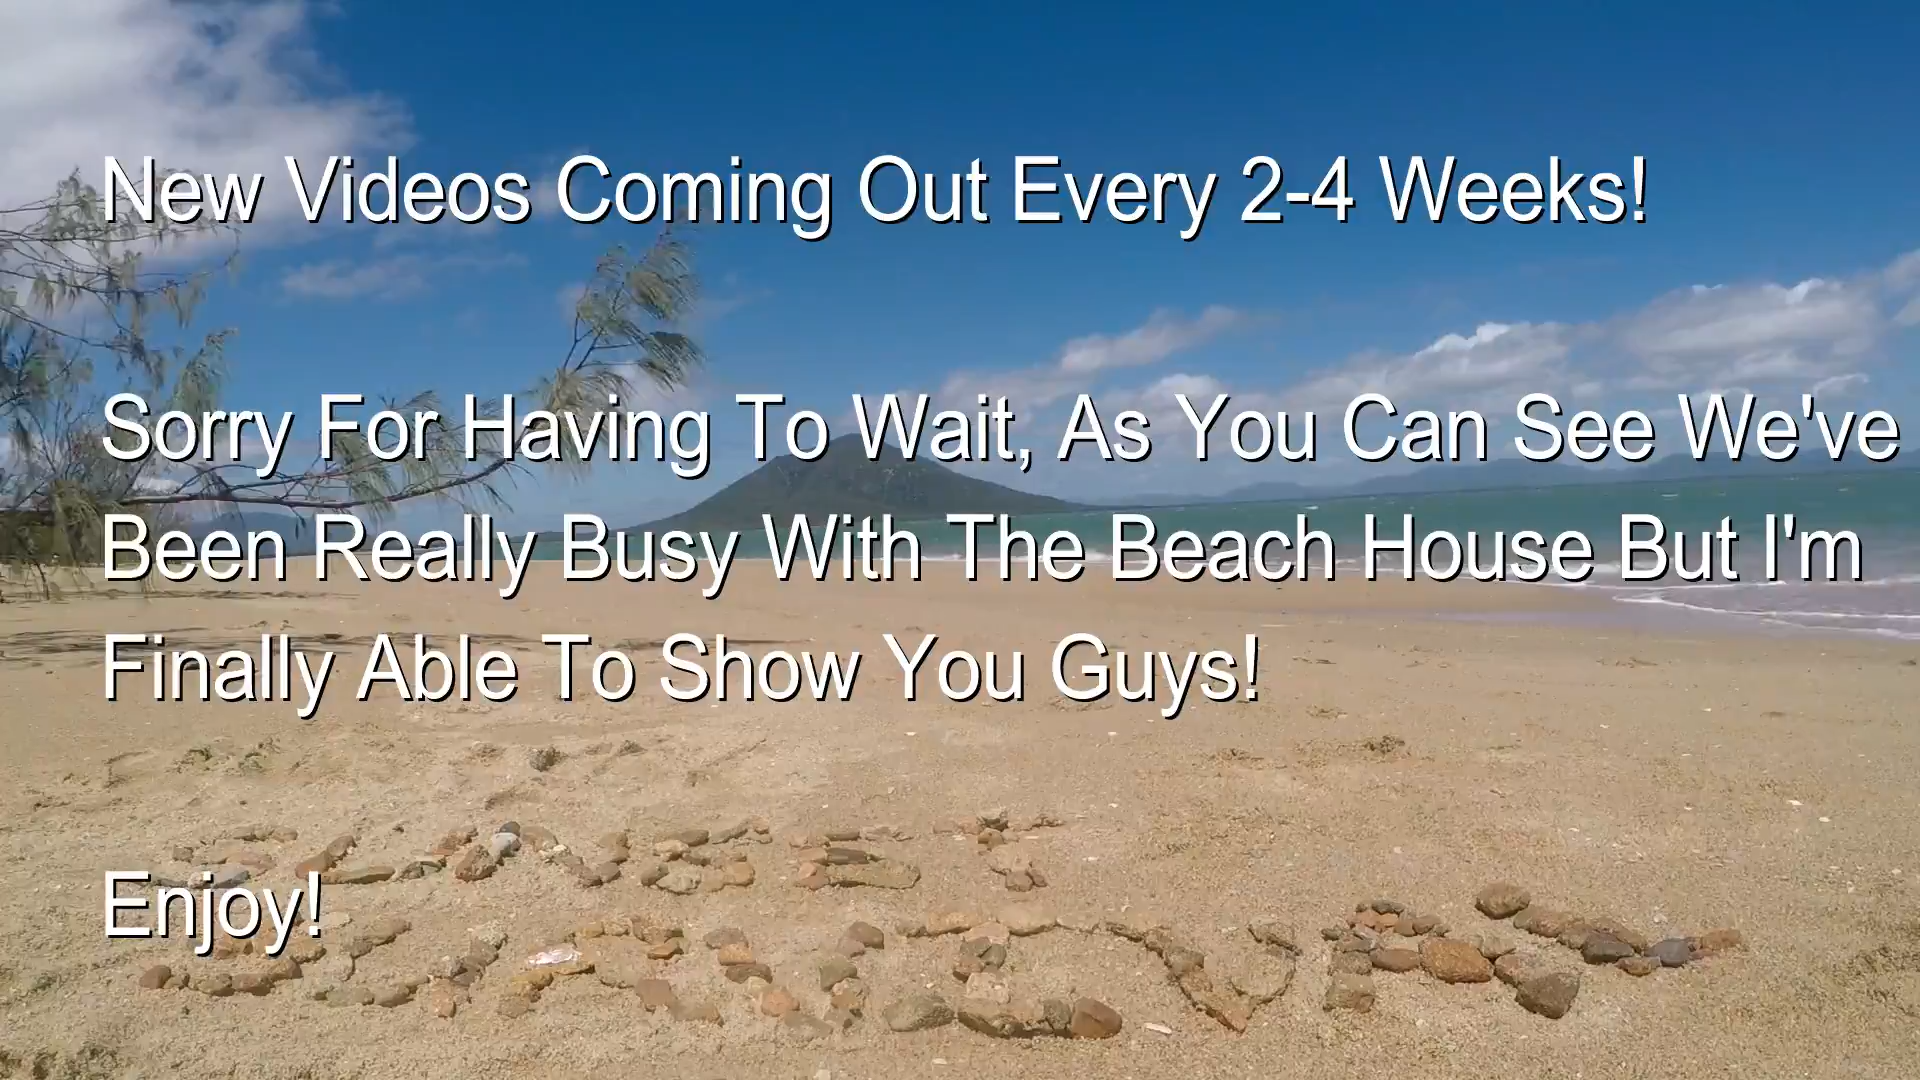 New Videos Coming Out Every 2-4 Weeks!
Sorry For Having To Wait, As You Can See We've
Been Really Busy With The Beach House But I'm
Finally Able To Show You Guys!
Enjoy!